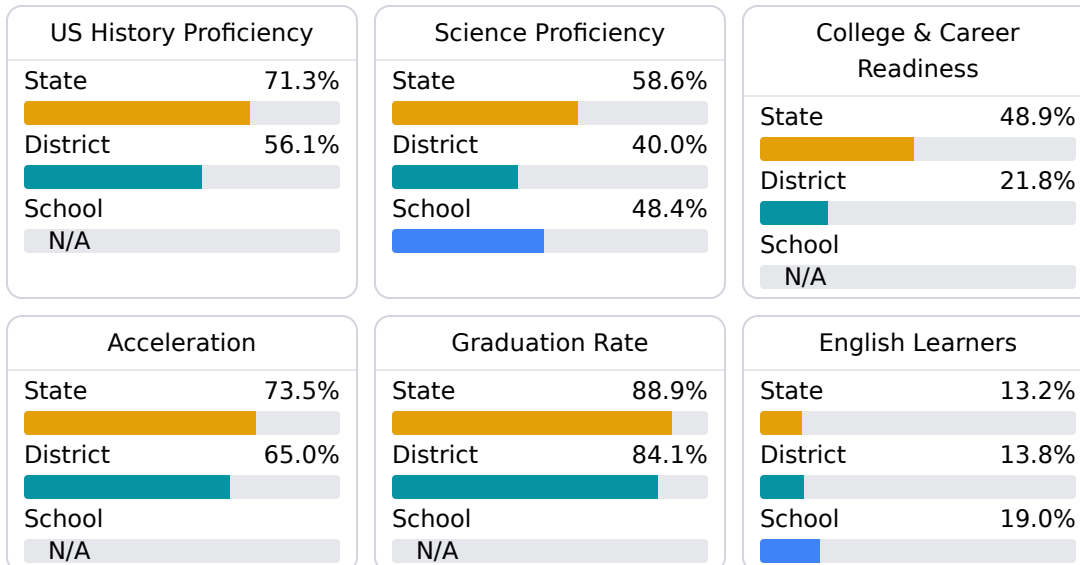 US History Proficiency
State 71.3%
District 56.1%
School
N/A
Science Proficiency
State 58.6%
District 40.0%
School 48.4%
College & Career
Readiness
State 48.9%
District 21.8%
School
N/A
Acceleration
State 73.5%
District 65.0%
School
N/A
Graduation Rate
State 88.9%
District 84.1%
School
N/A
English Learners
State 13.2%
District 13.8%
School 19.0%